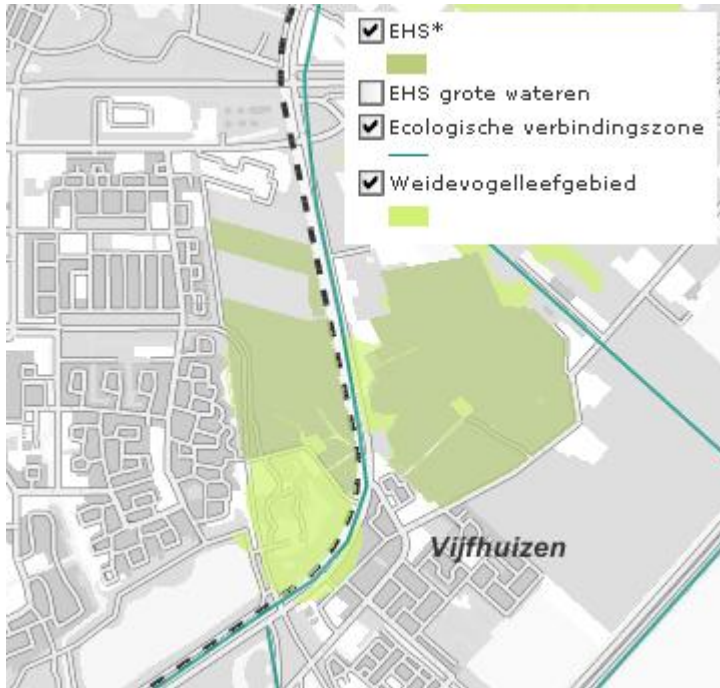 EHS*
EHS grote wateren
Ecologische verbindingszone
Weidevogelleefgebied
Vijfhuizen